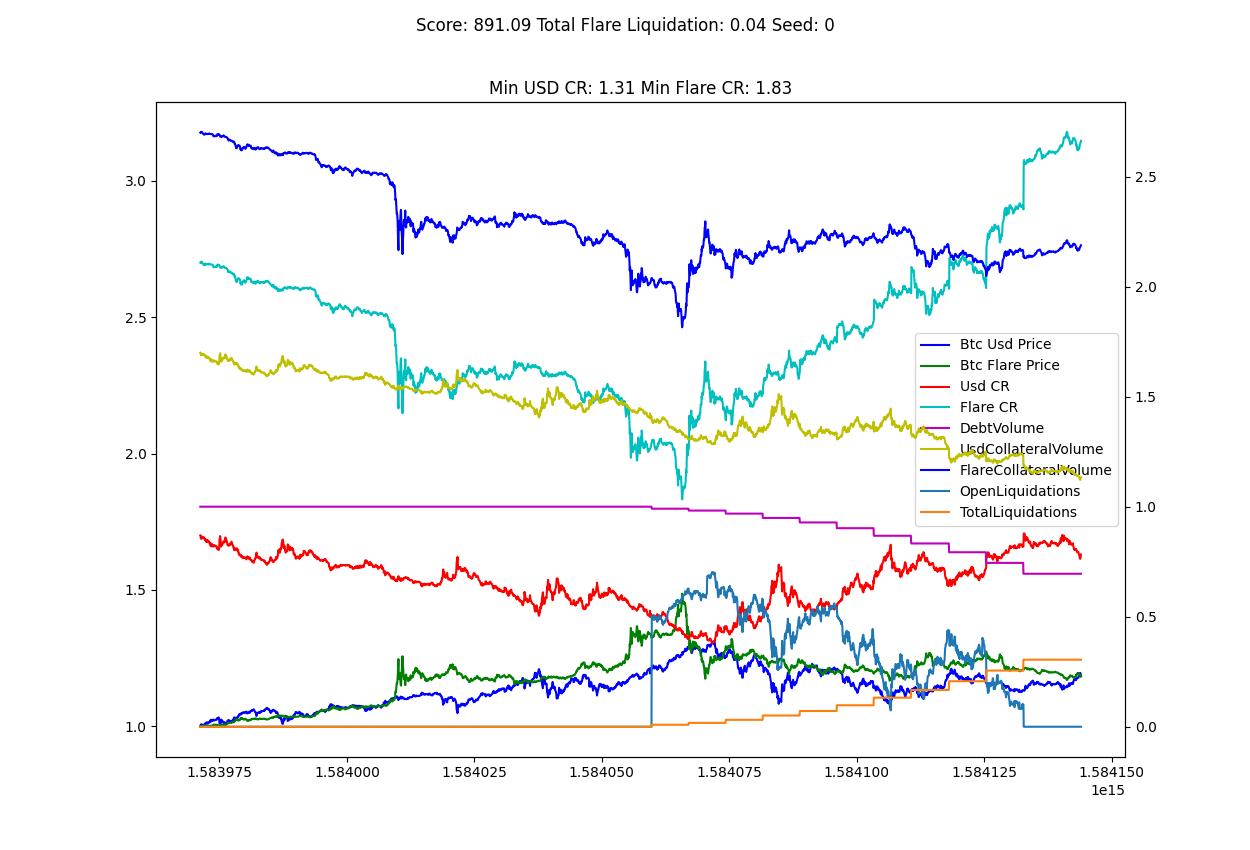 Score: 891.09 Total Flare Liquidation: 0.04 Seed: 0
Min USD CR: 1.31 Min Flare CR: 1.83
3.0
2.5
2.0
1.5
1.0
2.5
2.0
1.5
1.0
0.5
0.0
Btc Usd Price
Btc Flare Price
Usd CR
Flare CR
DebtVolume
UsdCollateralVolume
FlareCollateralVolume
OpenLiquidations
TotalLiquidations
1.583975 1.584000 1.584025 1.584050 1.584075 1.584100 1.584125 1.584150
1e15